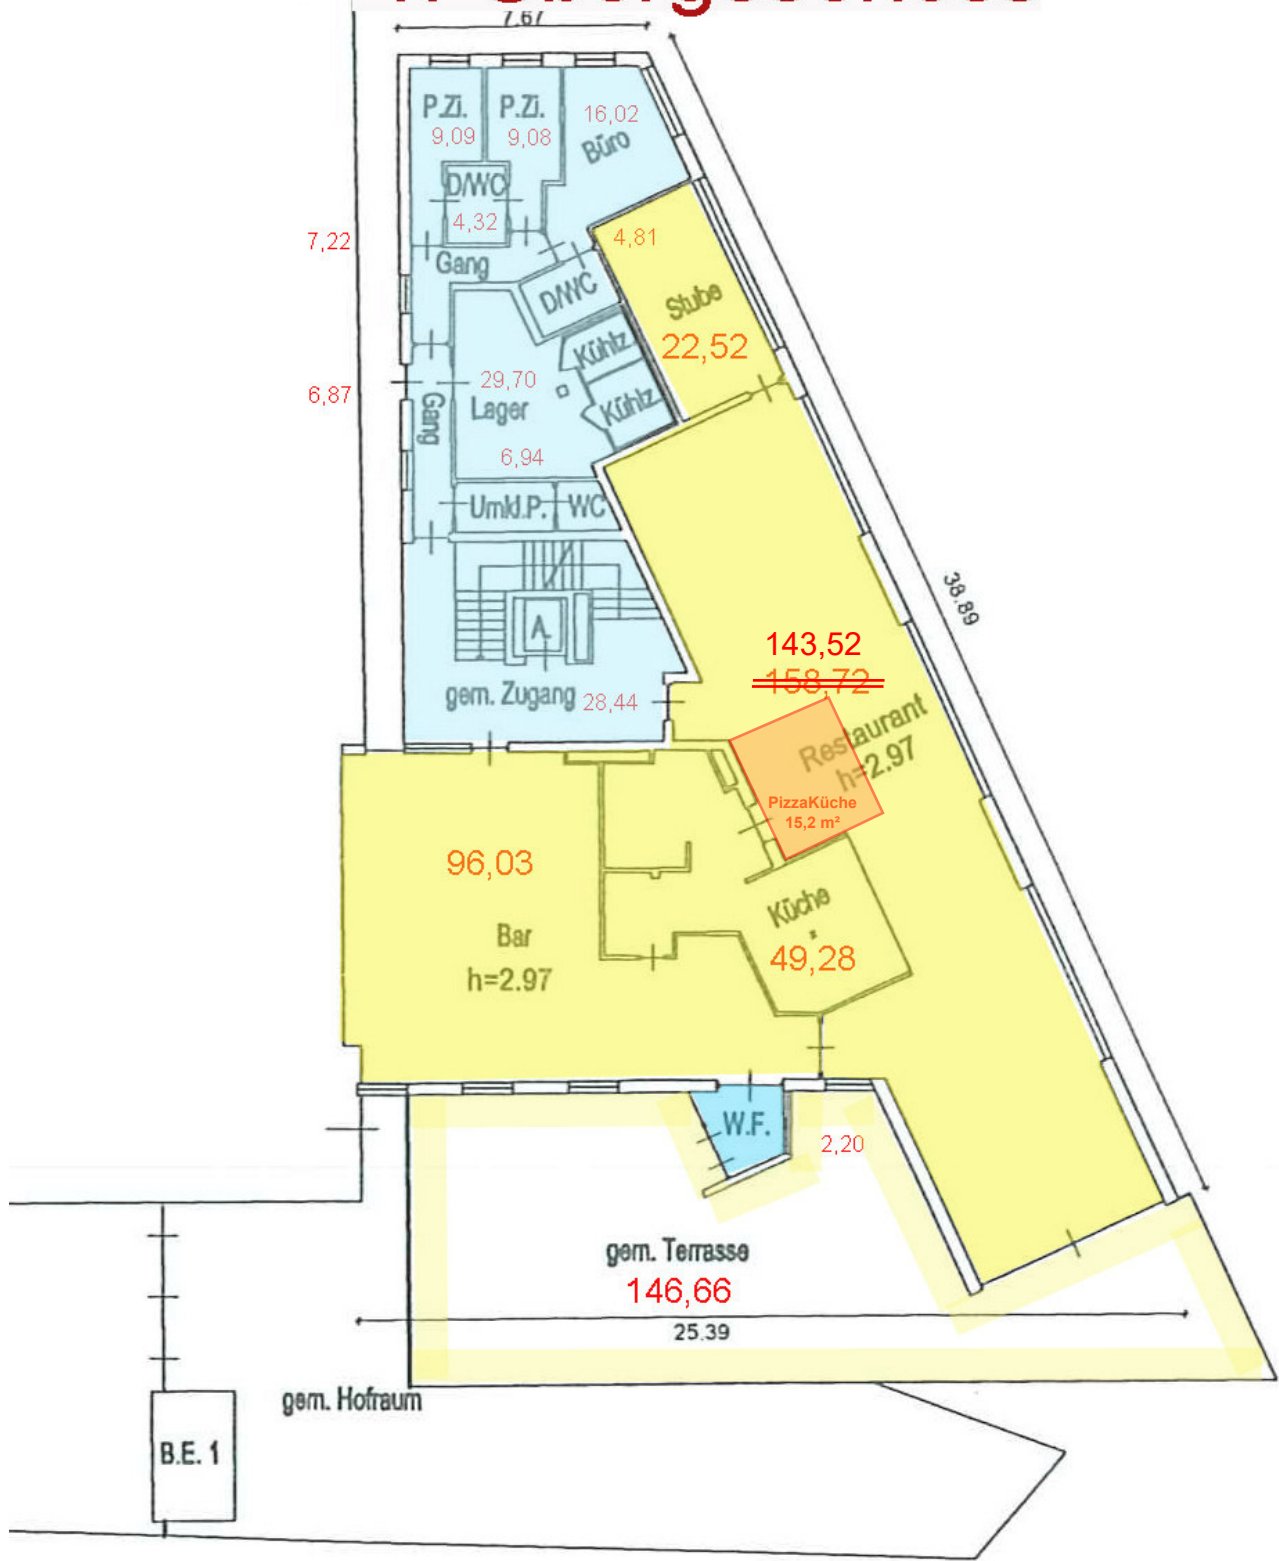 7.67
P.Zi.
9,09
P.Zi.
9,08
16,02
Büro
D/WC
4,32
7,22
4,81
Gang
D/WC
Stube
22,52
Kühlz
6,87
29,70
Lager
Kühlz
Gang
6,94
Umkl.P.
WC
38.89
A.
143,52
158,72
gem. Zugang
28,44
Restaurant
h=2.97
PizzaKüche
15,2 m²
96,03
Küche
49,28
Bar
h=2.97
W.F.
2,20
gem. Terrasse
146,66
25.39
gem. Hofraum
B.E. 1